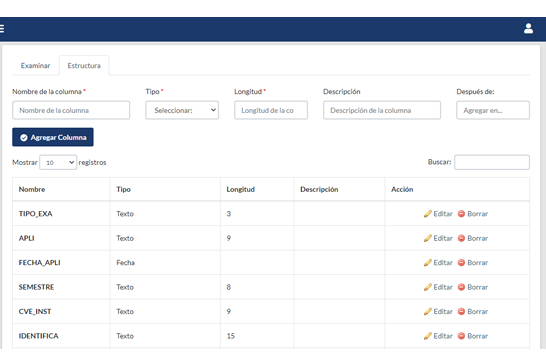 Examinar Estructura
Nombre de la columna * Tipo * Longitud * Descripción Después de:
Nombre de la columna Seleccionar: Longitud de la co Descripción de la columna Agregar en...
Agregar Columna
Mostrar 10 registros Buscar:
Nombre Tipo Longitud Descripción Acción
TIPO_EXA Texto 3 Editar Borrar
APLI Texto 9 Editar Borrar
FECHA_APLI Fecha Editar Borrar
SEMESTRE Texto 8 Editar Borrar
CVE_INST Texto 9 Editar Borrar
IDENTIFICA Texto 15 Editar Borrar